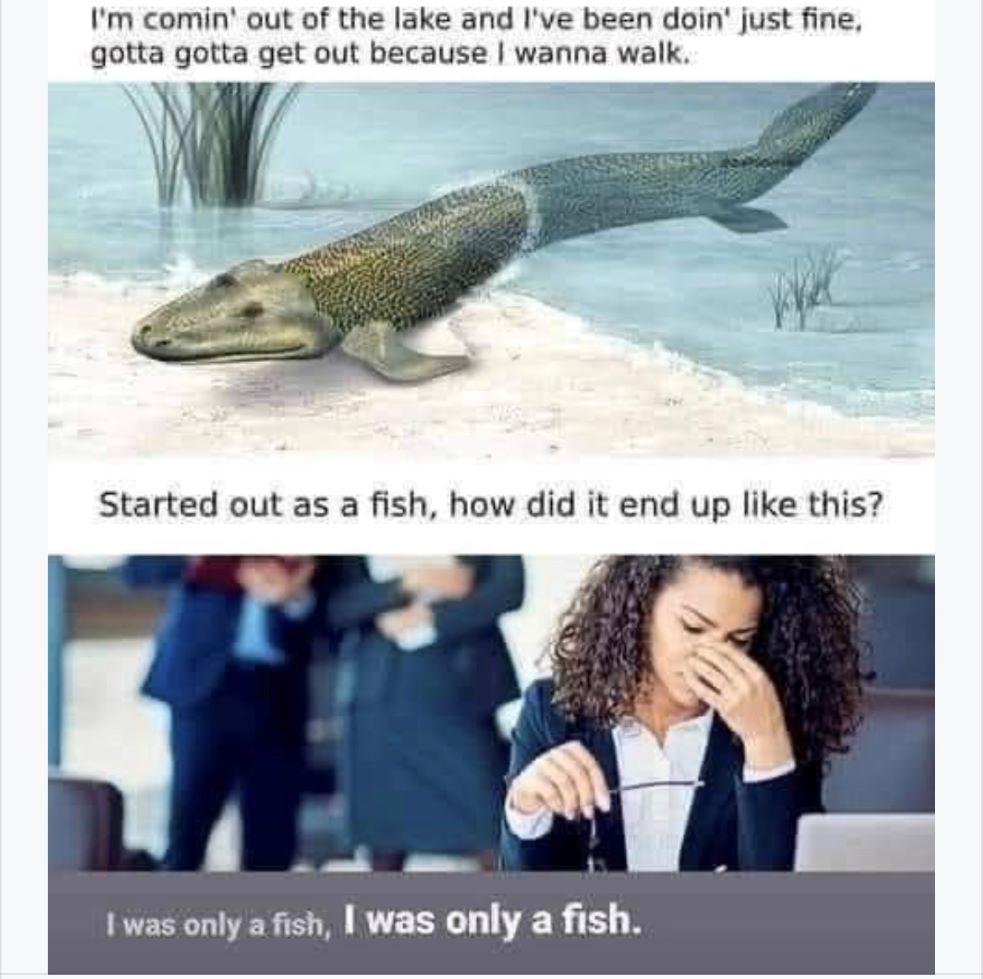 I'm comin' out of the lake and I've been doin' just fine,
gotta gotta get out because I wanna walk.
Started out as a fish, how did it end up like this?
I was only a fish, I was only a fish.